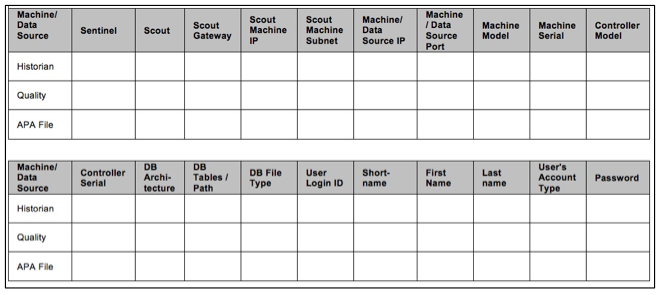 Machine/ Data Source Sentinel Scout Scout Gateway Scout Machine IP Scout Machine Subnet Machine/ Data Source IP Machine / Data Source Port Machine Model Machine Serial Controller Model
Historian
Quality
APA File
Machine/ Data Source Controller Serial DB Archi- tecture DB Tables / Path DB File Type User Login ID Short- name First Name Last name User's Account Type Password
Historian
Quality
APA File